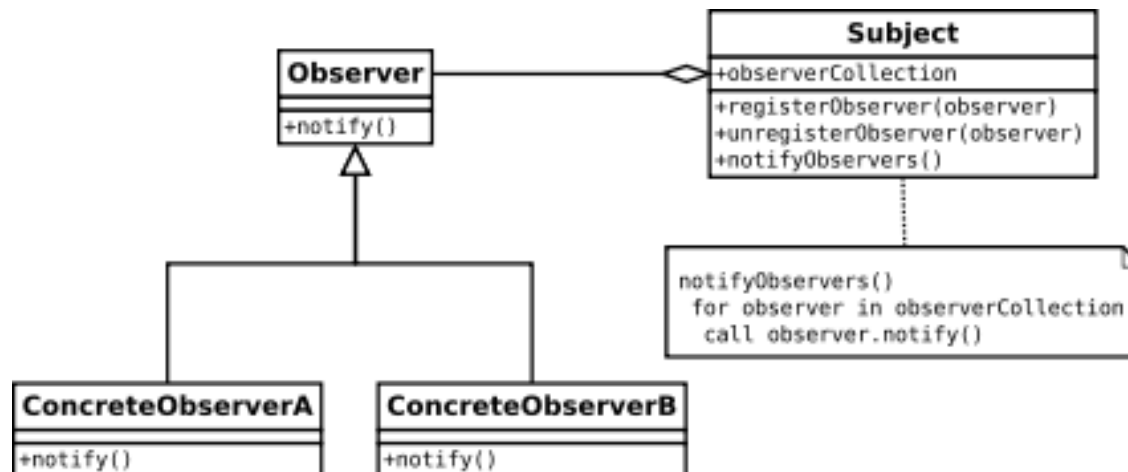 Subject
+observerCollection
+registerObserver(observer)
+unregisterObserver(observer)
+notifyObservers()
Observer
+notify()
notifyObservers()
for observer in observerCollection
call observer.notify()
ConcreteObserverA
+notify()
ConcreteObserverB
+notify()